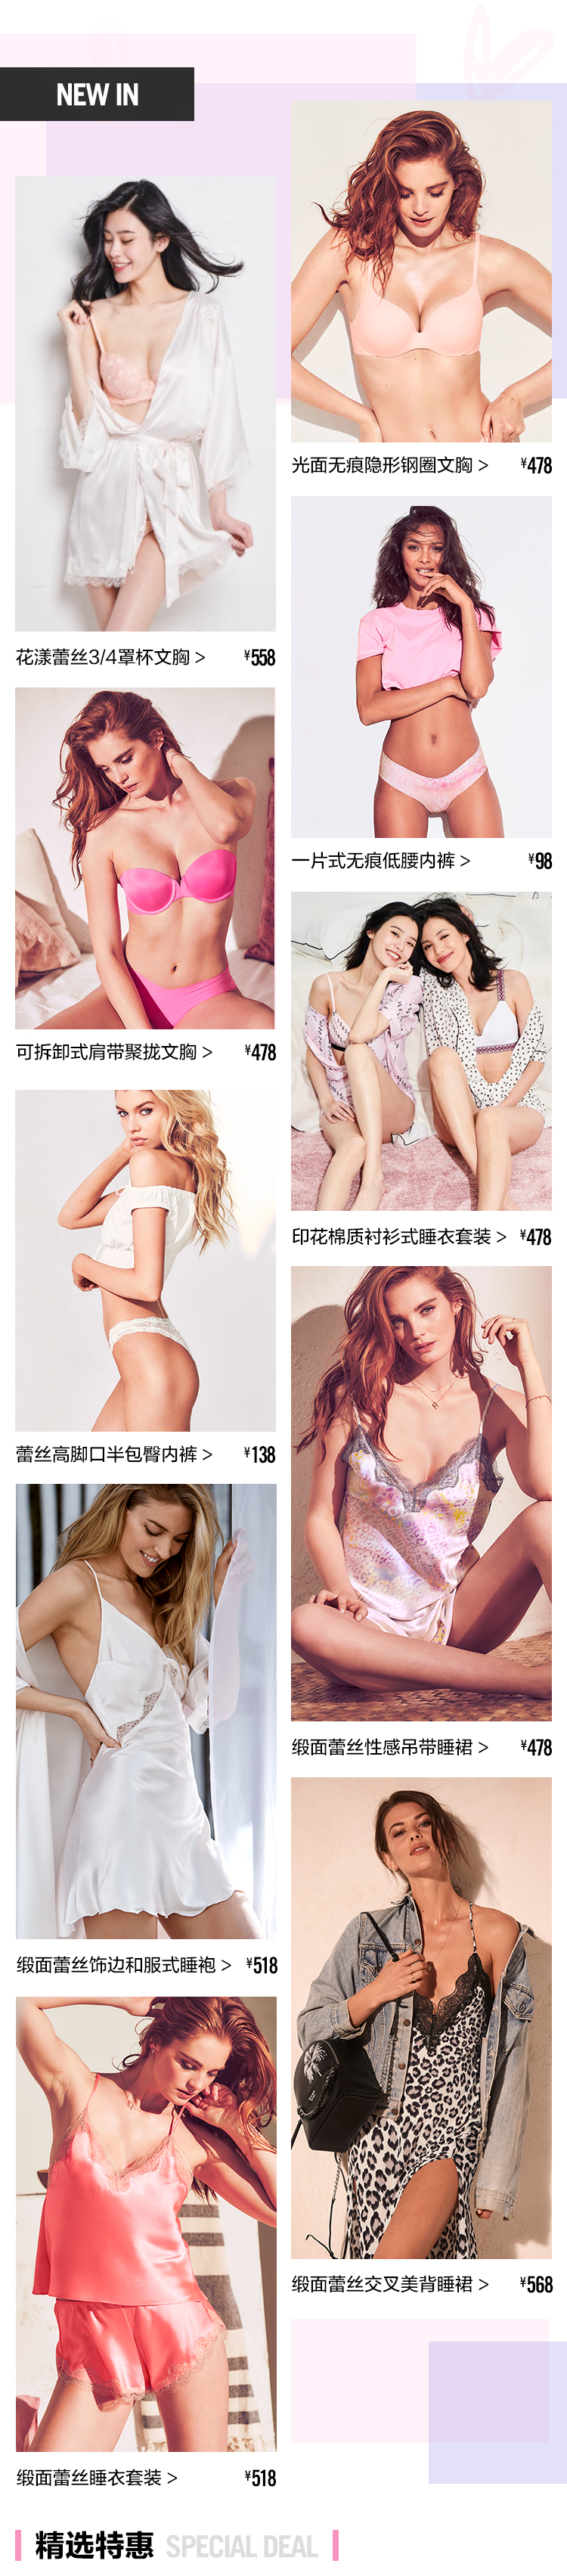 NEW IN
光面无痕隐形钢圈文胸 > ¥478
花漾蕾丝3/4罩杯文胸 > ¥558
一片式无痕低腰内裤 > ¥98
可拆卸式肩带聚拢文胸 > ¥478
印花棉质衬衫式睡衣套装 > ¥478
蕾丝高脚口半包臀内裤 > ¥138
缎面蕾丝性感吊带睡裙 > ¥478
缎面蕾丝饰边和服式睡袍 > ¥518
缎面蕾丝交叉美背睡裙 > ¥568
缎面蕾丝睡衣套装 > ¥518
精选特惠 SPECIAL DEAL